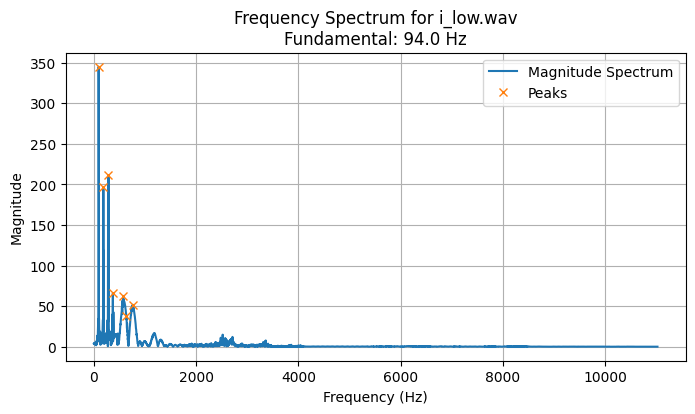 Frequency Spectrum for i_low.wav
Fundamental: 94.0 Hz
Magnitude Spectrum
Peaks
350
300
250
200
150
100
50
0
Magnitude
0 2000 4000 6000 8000 10000
Frequency (Hz)